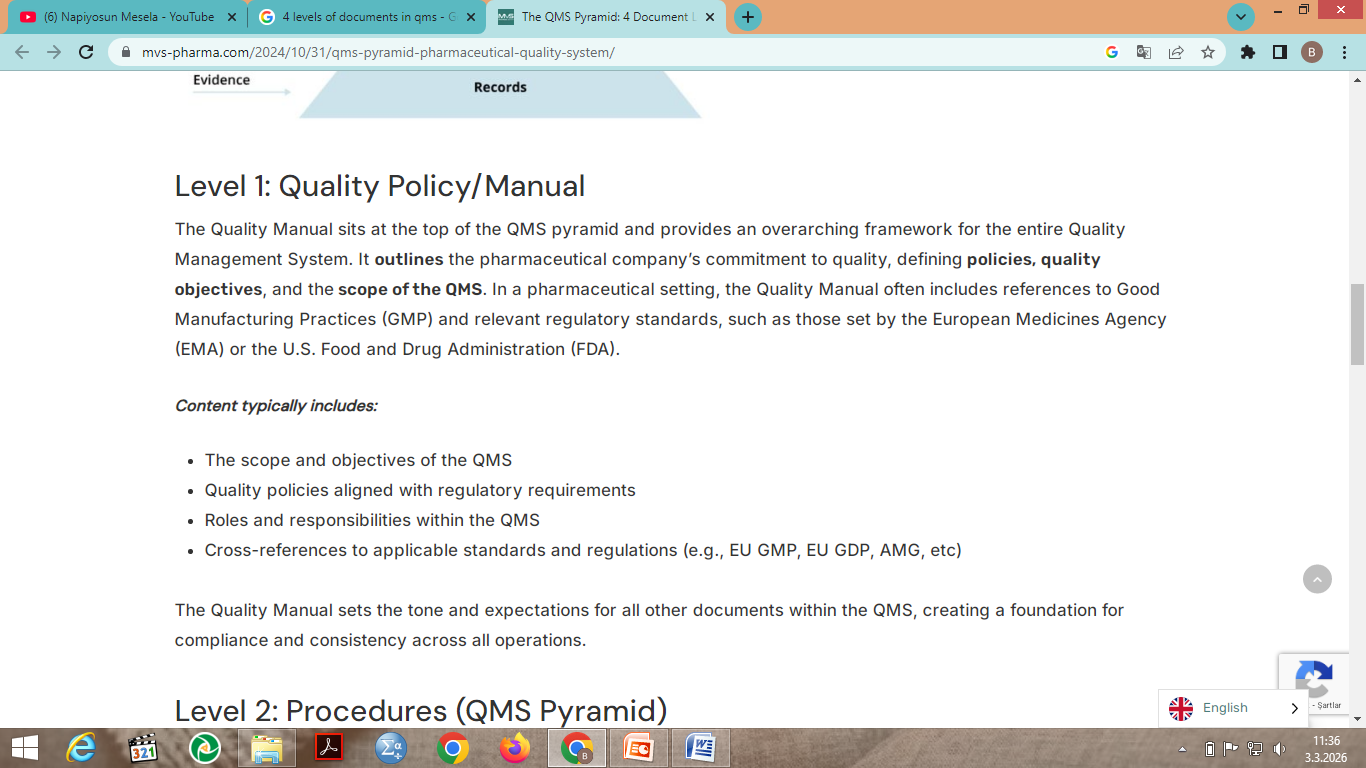 (6) Napiyosun Mesela - YouTube
4 levels of documents in qms - G
The QMS Pyramid: 4 Document L
mvs-pharma.com/2024/10/31/qms-pyramid-pharmaceutical-quality-system/
B
Evidence
Records
Level 1: Quality Policy/Manual
The Quality Manual sits at the top of the QMS pyramid and provides an overarching framework for the entire Quality
Management System. It outlines the pharmaceutical company’s commitment to quality, defining policies, quality
objectives, and the scope of the QMS. In a pharmaceutical setting, the Quality Manual often includes references to Good
Manufacturing Practices (GMP) and relevant regulatory standards, such as those set by the European Medicines Agency
(EMA) or the U.S. Food and Drug Administration (FDA).
Content typically includes:
• The scope and objectives of the QMS
• Quality policies aligned with regulatory requirements
• Roles and responsibilities within the QMS
• Cross-references to applicable standards and regulations (e.g., EU GMP, EU GDP, AMG, etc)
The Quality Manual sets the tone and expectations for all other documents within the QMS, creating a foundation for
compliance and consistency across all operations.
Level 2: Procedures (QMS Pyramid)
- Şartlar
English
321
Σα
B
11:36
3.3.2026